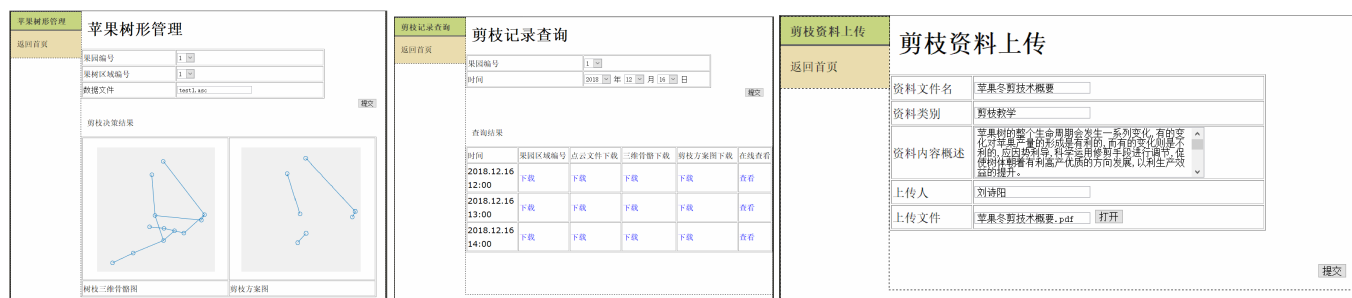 苹果树形管理
返回首页
苹果树形管理
果园编号 1
果树区域编号 1
数据文件 test1.asc
提交
剪枝决策结果
树枝三维骨骼图 剪枝方案图
剪枝记录查询
返回首页
剪枝记录查询
果园编号 1
时间 2018 年 12 月 16 日
提交
查询结果
时间 果园区域编号 点云文件下载 三维骨骼下载 剪枝方案图下载 在线查看
2018.12.16
12:00 下载 下载 下载 下载 查看
2018.12.16
13:00 下载 下载 下载 下载 查看
2018.12.16
14:00 下载 下载 下载 下载 查看
剪枝资料上传
返回首页
剪枝资料上传
资料文件名 苹果冬剪技术概要
资料类别 剪枝教学
资料内容概述
苹果树的整个生命周期会发生一系列变化,有的变
化对苹果产量的形成是有利的,而有的变化则是不
利的,应因势利导,科学运用修剪手段进行调节,促
使树体朝着有利高产优质的方向发展,以利生产效
益的提升。
上传人 刘诗阳
上传文件 苹果冬剪技术概要.pdf 打开
提交